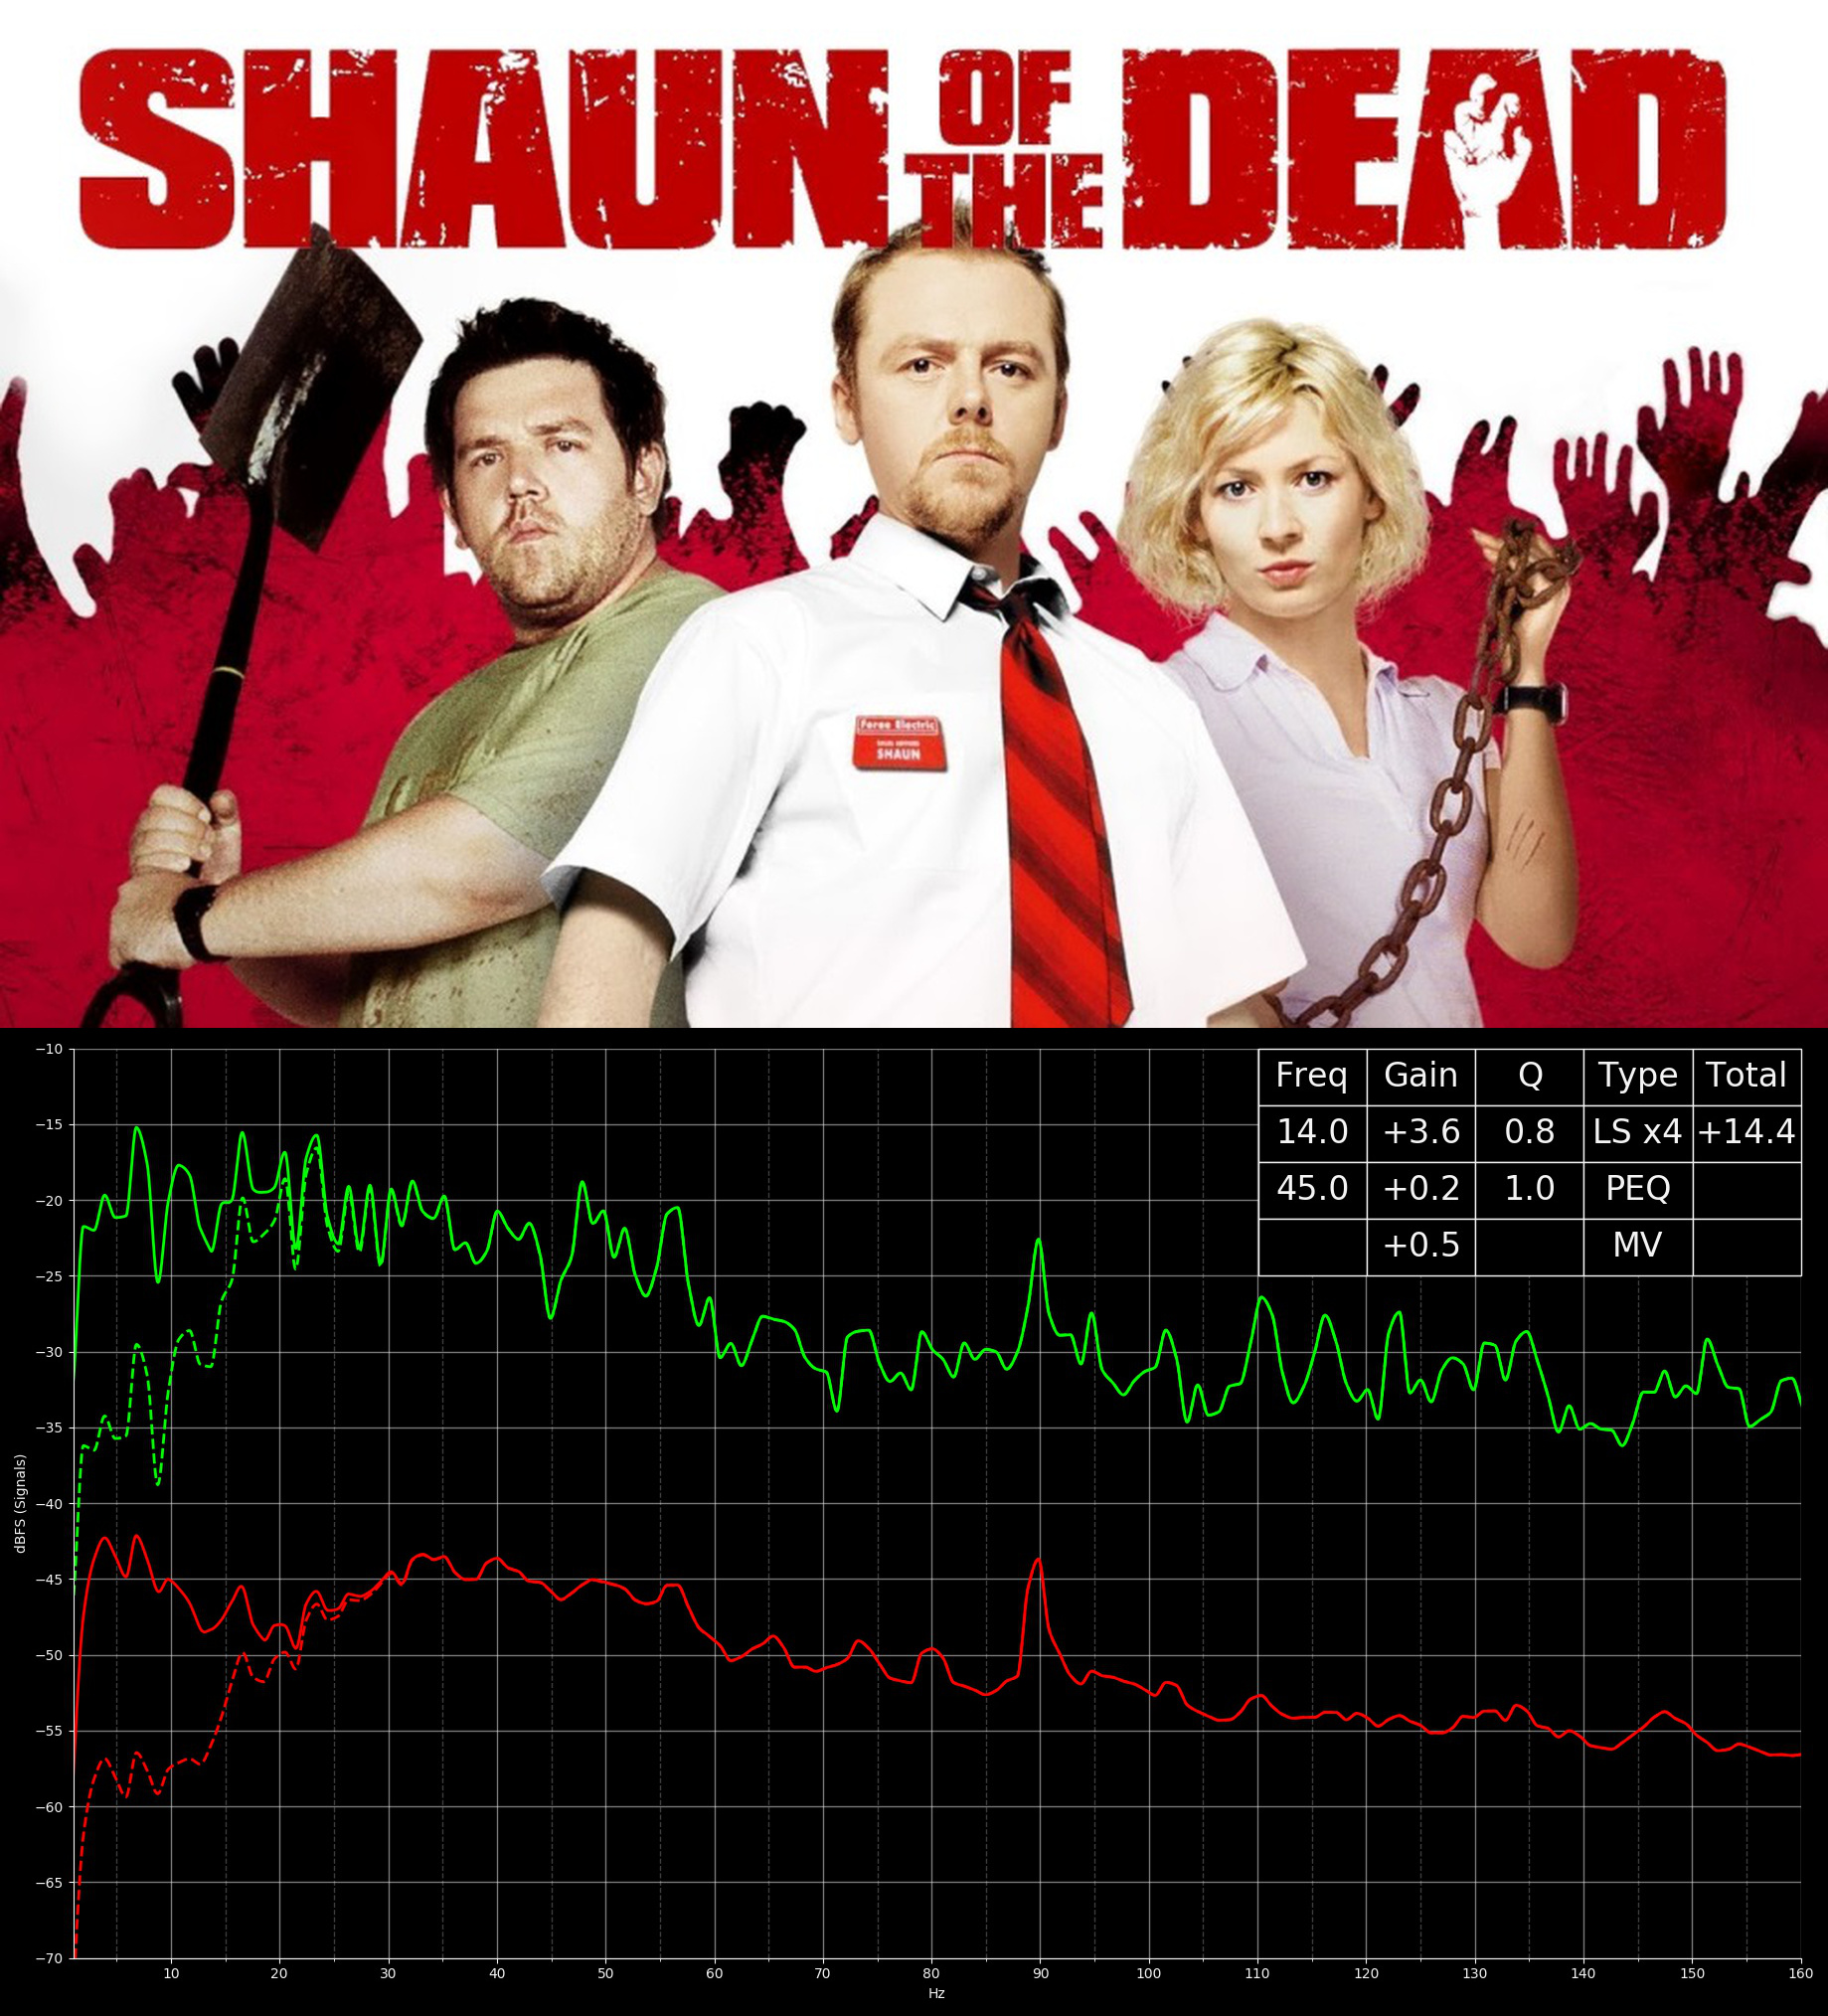 SHAUN OF THE DEAD
Foree Electric
SHAUN
Freq Gain Q Type Total
14.0 +3.6 0.8 LS x4 +14.4
45.0 +0.2 1.0 PEQ
+0.5 MV
−10
−15
−20
−25
−30
−35
−40
−45
−50
−55
−60
−65
−70
dBFS (Signals)
10 20 30 40 50 60 70 80 90 100 110 120 130 140 150 160
Hz